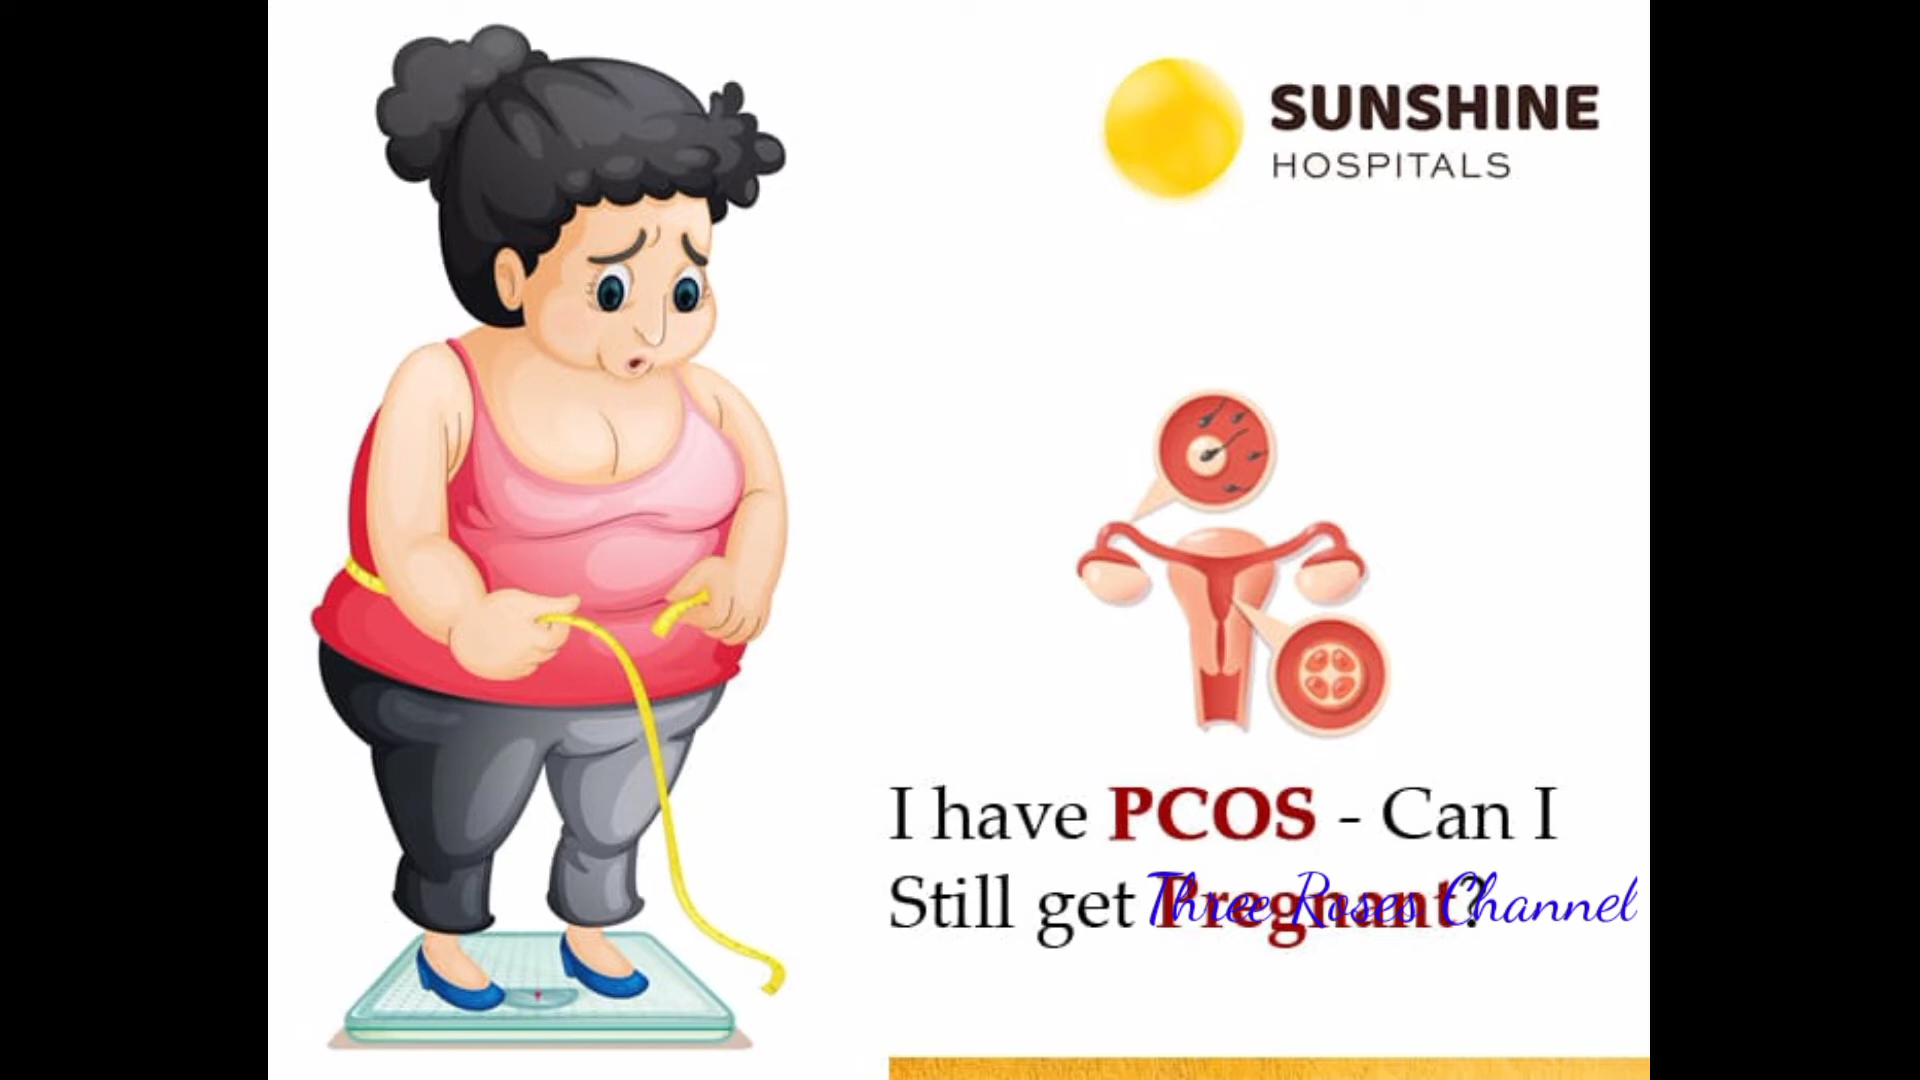 SUNSHINE
HOSPITALS
I have PCOS - Can I
Still get Pregnant?
Three Roses Channel